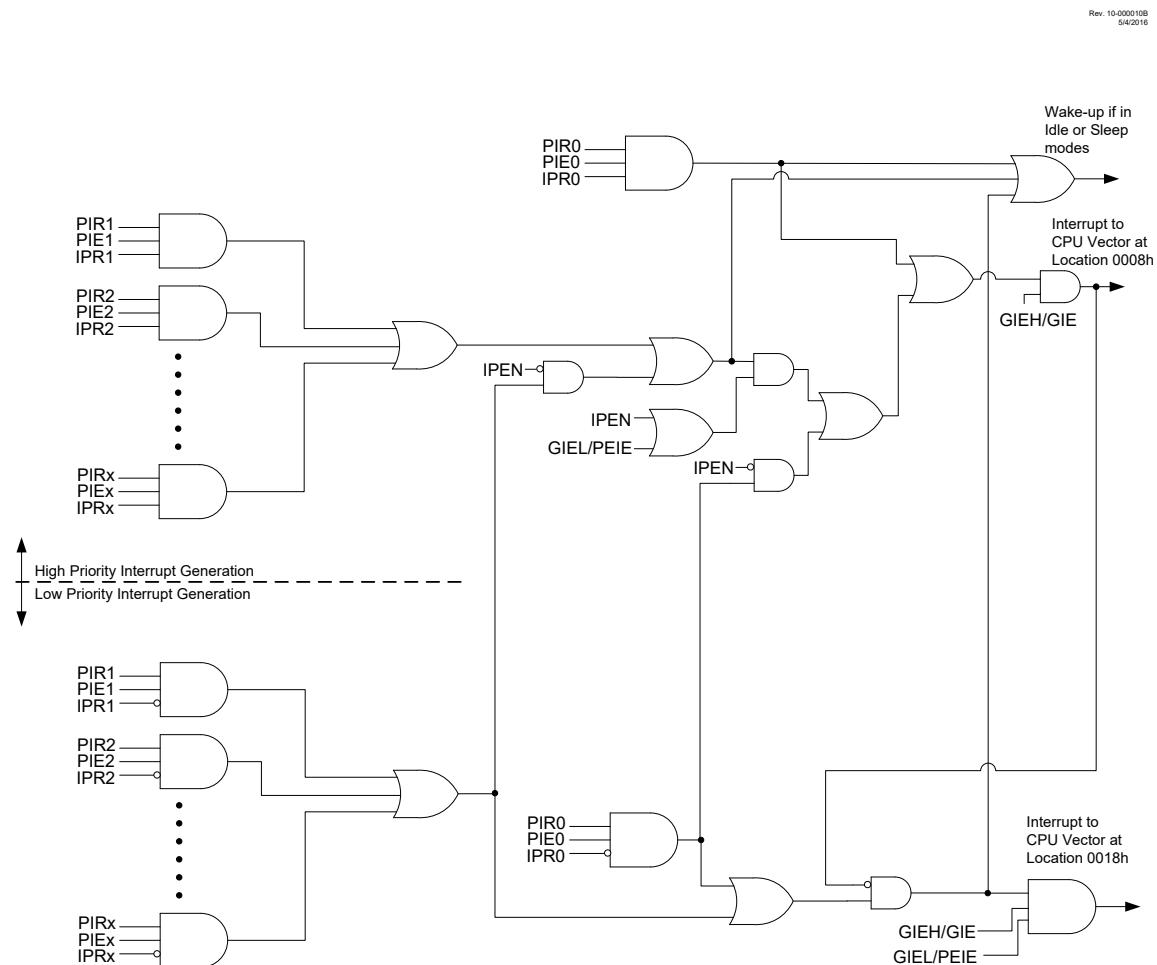 Rev. 10-000010B
5/4/2016
Wake-up if in
Idle or Sleep
modes
PIR0
PIE0
IPR0
Interrupt to
CPU Vector at
Location 0008h
PIR1
PIE1
IPR1
PIR2
PIE2
IPR2
GIEH/GIE
IPEN
IPEN
GIEL/PEIE
IPEN
PIRx
PIEx
IPRx
High Priority Interrupt Generation
Low Priority Interrupt Generation
PIR1
PIE1
IPR1
PIR2
PIE2
IPR2
PIR0
PIE0
IPR0
Interrupt to
CPU Vector at
Location 0018h
PIRx
PIEx
IPRx
GIEH/GIE
GIEL/PEIE